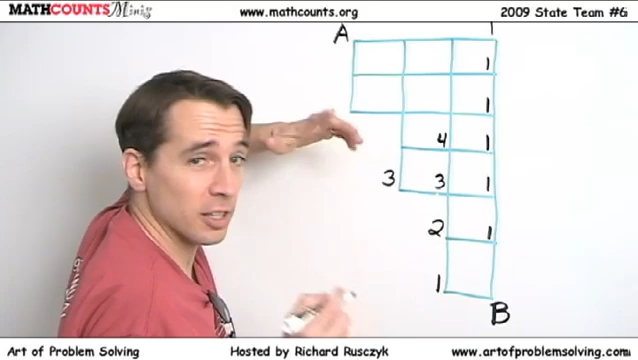 MATHCOUNTS Minis
www.mathcounts.org
2009 State Team #6
A
1
1
1
4 1
3 3 1
2 1
1
B
Art of Problem Solving
Hosted by Richard Rusczyk
www.artofproblemsolving.com